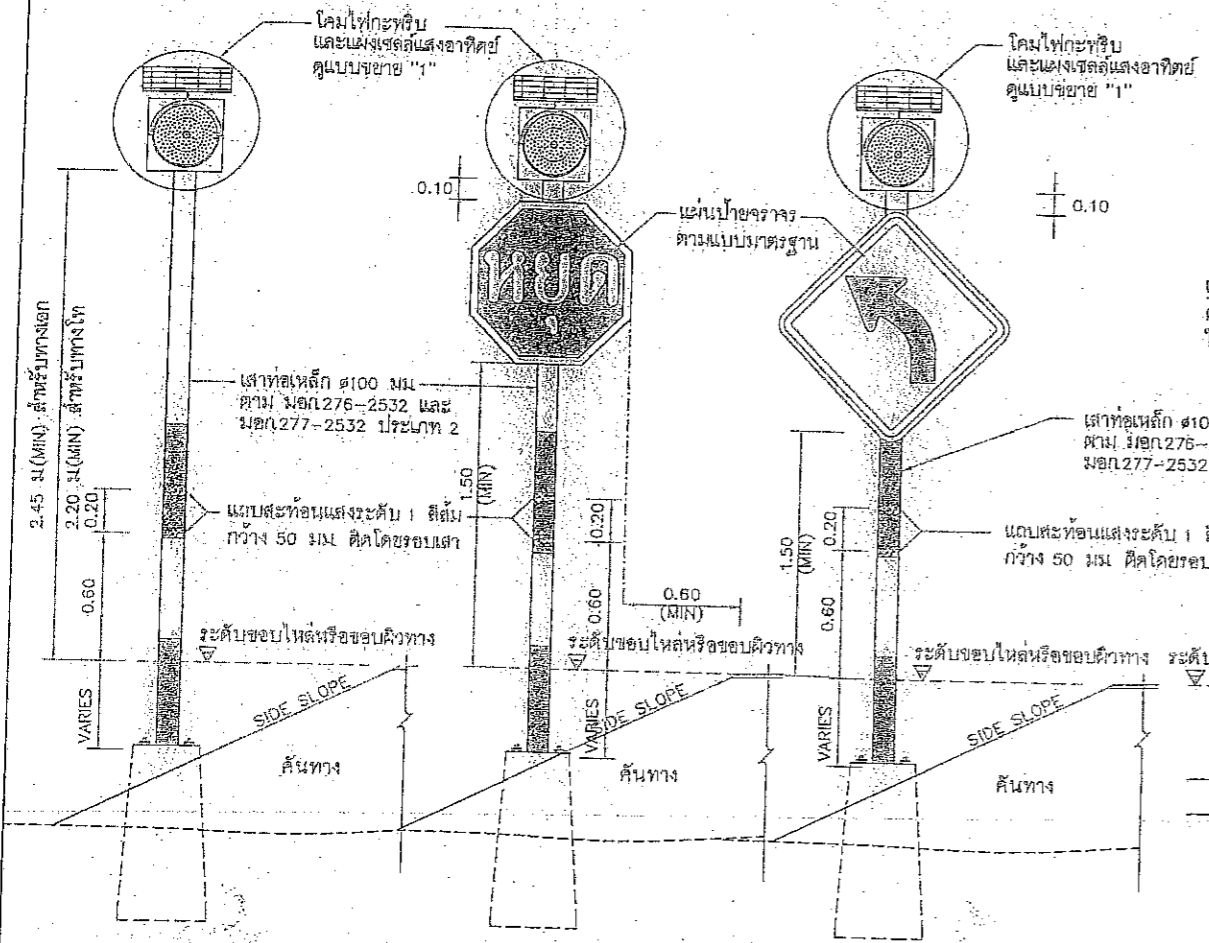 โคมไฟกะพริบ
และแผงเซลล์แสงอาทิตย์
ดูแบบขยาย "1"
โคมไฟกะพริบ
และแผงเซลล์แสงอาทิตย์
ดูแบบขยาย "1"
0.10
0.10
แผ่นป้ายจราจร
ตามแบบมาตรฐาน
หยุด
2.45 ม(MIN) สำหรับทางเอก
2.20 ม(MIN) สำหรับทางโท
เสาท่อเหล็ก ø100 มม
ตาม มอก276-2532 และ
มอก277-2532 ประเภท 2
เสาท่อเหล็ก ø10
ตาม มอก276-
มอก277-2532
1.50
(MIN)
1.50
(MIN)
0.20
0.20
0.20
แถบสะท้อนแสงระดับ 1 สีส้ม
กว้าง 50 มม. ติดโดยรอบเสา
แถบสะท้อนแสงระดับ 1
กว้าง 50 มม. ติดโดยรอบ
0.60
0.60
0.60
0.60
(MIN)
ระดับขอบไหล่หรือขอบผิวทาง
ระดับขอบไหล่หรือขอบผิวทาง
ระดับขอบไหล่หรือขอบผิวทาง
ระดับ
VARIES
VARIES
VARIES
SIDE SLOPE
SIDE SLOPE
SIDE SLOPE
คันทาง
คันทาง
คันทาง